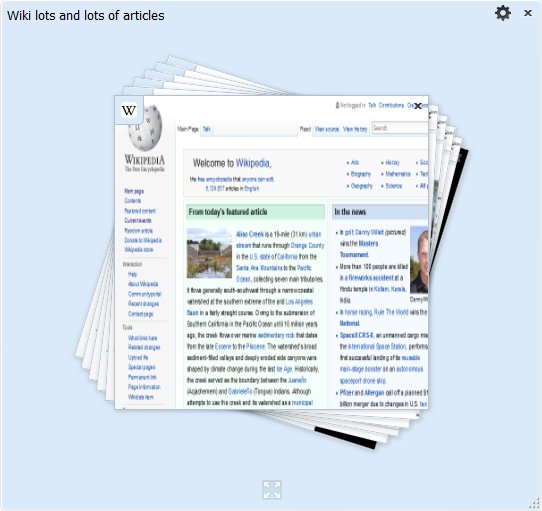 Wiki lots and lots of articles
W
Not logged in Talk Contributions
Main Page Talk Read View source View history Search
WIKIPEDIA
The Free Encyclopedia
Welcome to Wikipedia,
the free encyclopedia that anyone can edit.
5,124,657 articles in English
Arts
Biography
Geography
History
Mathematics
Science
All
Main page
Contents
Featured content
Current events
Random article
Donate to Wikipedia
Wikipedia store
Interaction
Help
About Wikipedia
Community portal
Recent changes
Contact page
Tools
What links here
Related changes
Upload file
Special pages
Permanent link
Page information
Wikidata item
From today's featured article
Aliso Creek is a 19-mile (31 km) urban
stream that runs through Orange County
in the U.S. state of California from the
Santa Ana Mountains to the Pacific
Ocean, collecting seven main tributaries.
It flows generally south-southwest through a narrow coastal
watershed at the southern extreme of the and Los Angeles
Basin in a fairly straight course. Owing to the submersion of
Southern California in the Pacific Ocean until 10 million years
ago, the creek flows over marine sedimentary rock that dates
from the late Eocene to the Pliocene. The watershed's broad
sediment-filled valleys and deeply eroded side canyons were
shaped by climate change during the last Ice Age. Historically,
the creek served as the boundary between the Juaneño
(Acjachemen) and Gabrieleño (Tongva) Indians. Although
attempts to use the creek and its watershed as a municipal
In the news
In golf, Danny Willett (pictured)
wins the Masters
Tournament.
More than 100 people are killed
in a fireworks accident at a
Hindu temple in Kollam, Kerala,
India.
In horse racing, Rule The World wins the
National.
SpaceX CRS-8, an unmanned cargo
the International Space Station, performs
first successful landing of its reusable
main-stage booster on an autonomous
spaceport drone ship.
Pfizer and Allergan call off a planned
billion merger due to changes in U.S. tax
Danny